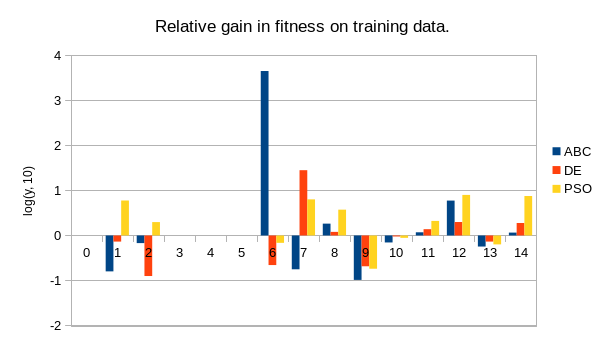 Relative gain in fitness on training data.
4
3
2
1
0
-1
-2
log(y, 10)
0 1 2 3 4 5 6 7 8 9 10 11 12 13 14
ABC
DE
PSO